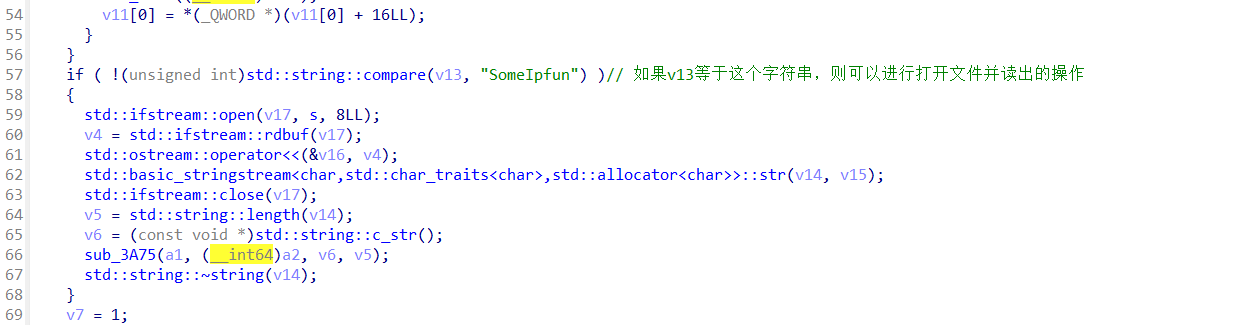 54 v11[0] = *(_QWORD *)(v11[0] + 16LL);
55 }
56 }
57 if ( !(unsigned int)std::string::compare(v13, "SomeIpfun") )// 如果v13等于这个字符串，则可以进行打开文件并读出的操作
58 {
59 std::ifstream::open(v17, s, 8LL);
60 v4 = std::ifstream::rdbuf(v17);
61 std::ostream::operator<<(&v16, v4);
62 std::basic_stringstream<char,std::char_traits<char>,std::allocator<char>>::str(v14, v15);
63 std::ifstream::close(v17);
64 v5 = std::string::length(v14);
65 v6 = (const void *)std::string::c_str();
66 sub_3A75(a1, (__int64)a2, v6, v5);
67 std::string::~string(v14);
68 }
69 v7 = 1;